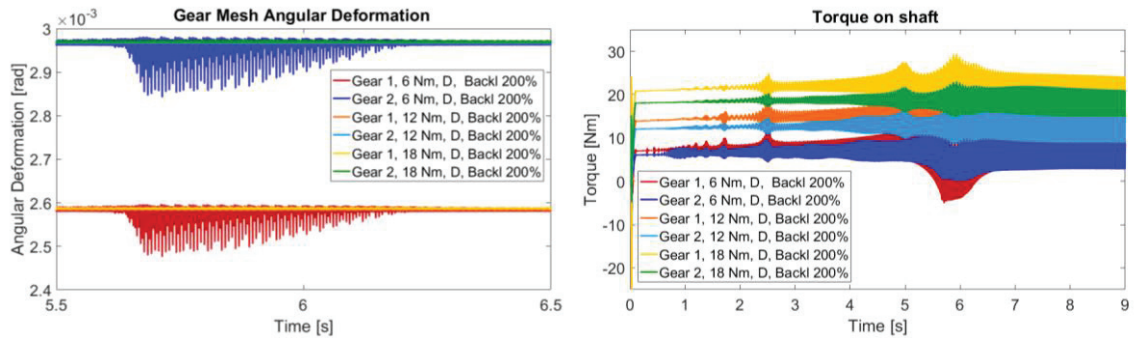 Gear Mesh Angular Deformation
×10⁻³
3
2.9
2.8
2.7
2.6
2.5
2.4
Angular Deformation [rad]
Gear 1, 6 Nm, D, Backl 200%
Gear 2, 6 Nm, D, Backl 200%
Gear 1, 12 Nm, D, Backl 200%
Gear 2, 12 Nm, D, Backl 200%
Gear 1, 18 Nm, D, Backl 200%
Gear 2, 18 Nm, D, Backl 200%
5.5 6 6.5
Time [s]
Torque on shaft
30
20
10
0
-10
-20
Torque [Nm]
Gear 1, 6 Nm, D, Backl 200%
Gear 2, 6 Nm, D, Backl 200%
Gear 1, 12 Nm, D, Backl 200%
Gear 2, 12 Nm, D, Backl 200%
Gear 1, 18 Nm, D, Backl 200%
Gear 2, 18 Nm, D, Backl 200%
0 1 2 3 4 5 6 7 8 9
Time [s]